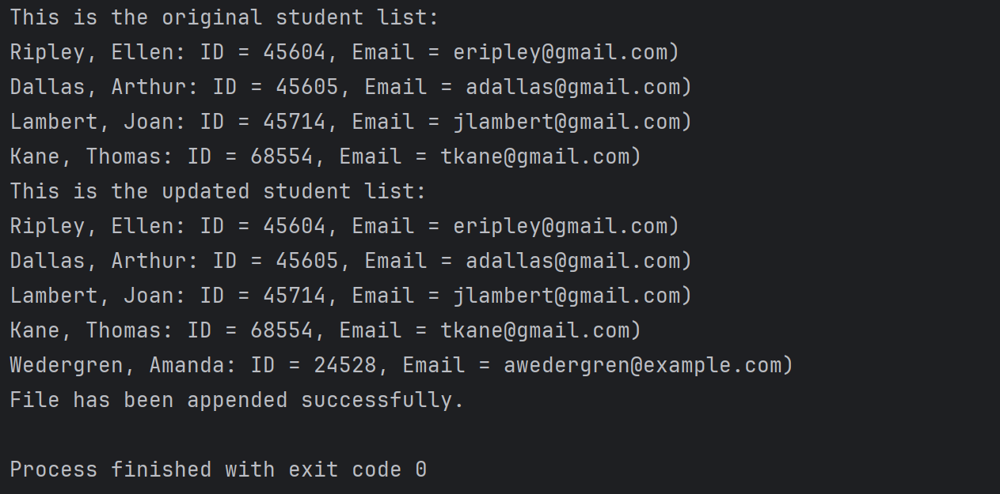 This is the original student list:
Ripley, Ellen: ID = 45604, Email = eripley@gmail.com)
Dallas, Arthur: ID = 45605, Email = adallas@gmail.com)
Lambert, Joan: ID = 45714, Email = jlambert@gmail.com)
Kane, Thomas: ID = 68554, Email = tkane@gmail.com)
This is the updated student list:
Ripley, Ellen: ID = 45604, Email = eripley@gmail.com)
Dallas, Arthur: ID = 45605, Email = adallas@gmail.com)
Lambert, Joan: ID = 45714, Email = jlambert@gmail.com)
Kane, Thomas: ID = 68554, Email = tkane@gmail.com)
Wedergren, Amanda: ID = 24528, Email = awedergren@example.com)
File has been appended successfully.
Process finished with exit code 0